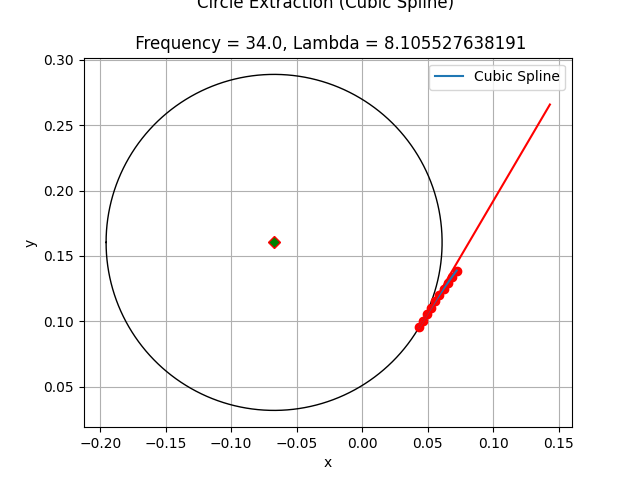 Circle Extraction (Cubic Spline)
Frequency = 34.0, Lambda = 8.105527638191
Cubic Spline
0.30
0.25
0.20
0.15
0.10
0.05
y
−0.20
−0.15
−0.10
−0.05
0.00
0.05
0.10
0.15
x